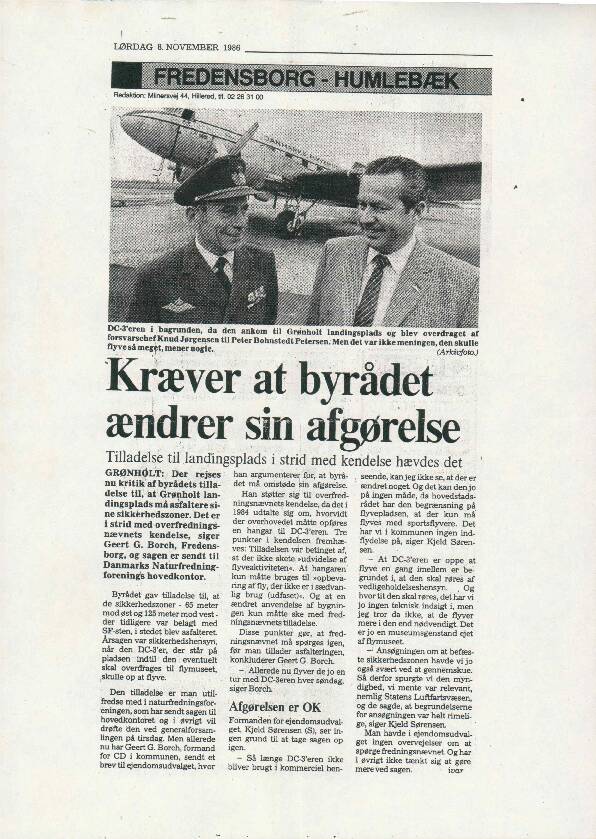 LØRDAG 8. NOVEMBER 1986
FREDENSBORG - HUMLEBÆK
Redaktion: Milnersvej 44, Hillerød, tlf. 02 26 31 00
DC-3'eren i bagrunden, da den ankom til Grønholt landingsplads og blev overdraget af
forsvarschef Knud Jørgensen til Peter Bohnstedt Petersen. Men det var ikke meningen, den skulle
flyve så meget, mener nogle.
(Arkivfoto.)
Kræver at byrådet
ændrer sin afgørelse
Tilladelse til landingsplads i strid med kendelse hævdes det
GRØNHOLT: Der rejses
nu kritik af byrådets tilla-
delse til, at Grønholt lan-
dingsplads må asfaltere si-
ne sikkerhedszoner. Det er
i strid med overfrednings-
nævnets kendelse, siger
Geert G. Borch, Fredens-
borg, og sagen er sendt til
Danmarks Naturfrednig-
forenings hovedkontor.
Byrådet gav tilladelse til, at
de sikkerhedszoner - 65 meter
mod øst og 125 meter mod vest -
der tidligere var belagt med
SF-sten, i stedet blev asfaleret.
Årsagen var sikkerhedshensyn,
når den DC-3'er, der står på
pladsen indtil den eventuelt
skal overdrages til flymuseet,
skulle op at flyve.
Den tilladelse er man util-
fredse med i naturfredningsfor-
eningen, som har sendt sagen til
hovedkontoret og i øvrigt vil
drøfte den ved generalforsam-
lingen på tirsdag. Men allerede
nu har Geert G. Borch, formand
for CD i kommunen, sendt et
brev til ejendomsudvalget, hvor
han argumenterer for, at byrå-
det må omstøde sin afgørelse.
Han støtter sig til overfred-
ningsnævnets kendelse, da det i
1984 udtalte sig om, hvorvidt
der overhovedet måtte opføres
en hangar til DC-3'eren. Tre
punkter i kendelsen fremhæ-
ves: Tilladelsen var betinget af,
at der ikke skete »udvidelse af
flyveaktiviteten«. At hangaren
kun måtte bruges til »opbeva-
ring af fly, der ikke er i sædvan-
lig brug (udfaset)«. Og at en
ændret anvendelse af bygnin-
gen kun måtte ske med fred-
ningsnævnets tilladelse.
Disse punkter gør, at fred-
ningsnævnet må spørges igen,
før man tillader asfalteringen,
konkluderer Geert G. Borch.
– Allerede nu flyver de jo en
tur med DC-3eren hver søndag,
siger Borch.
Afgørelsen er OK
Formanden for ejendomsudval-
get, Kjeld Sørensen (S), ser in-
gen grund til at tage sagen op
igen.
– Så længe DC-3'eren ikke
bliver brugt i kommerciel hen-
seende, kan jeg ikke se, at der er
ændret noget. Og det kan den jo
på ingen måde, da hovedstads-
rådet har den begrænsning på
flyvepladsen, at der kun må
flyves med sportsflyvere. Det
har vi i kommunen ingen ind-
flydelse på, siger Kjeld Søren-
sen.
– At DC-3'eren er oppe at
flyve en gang imellem er be-
grundet i, at den skal røres af
vedligeholdelseshensyn. Og
hvor tit den skal røres, det har vi
jo ingen teknisk indsigt i, men
jeg tror da ikke, at de flyver
mere i den end nødvendigt. Det
er jo en museumsgenstand ejet
af flymuseet.
– Ansøgningen om at befæs-
te sikkerhedszonen havde vi jo
også svært ved at gennemskue.
Så derfor spurgte vi den myn-
dighed, vi mente var relevant,
nemlig Statens Luftfartsvæsen,
og de sagde, at begrundelserne
for ansøgningen var helt rimeli-
ge, siger Kjeld Sørensen.
Man havde i ejendomsudval-
get ingen overvejelser om at
spørge fredningsnævnet. Og har
i øvrigt ikke tænkt sig at gøre
mere ved sagen.
ivar